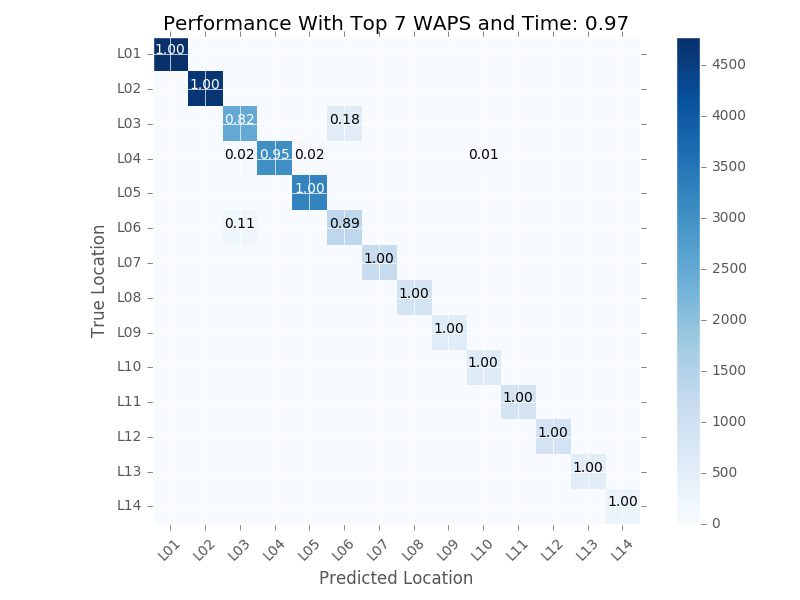 Performance With Top 7 WAPS and Time: 0.97
L01 1.00
L02 1.00
L03 0.82 0.18
L04 0.02 0.95 0.02 0.01
L05 1.00
L06 0.11 0.89
L07 1.00
L08 1.00
L09 1.00
L10 1.00
L11 1.00
L12 1.00
L13 1.00
L14 1.00
True Location
L01 L02 L03 L04 L05 L06 L07 L08 L09 L10 L11 L12 L13 L14
Predicted Location
4500
4000
3500
3000
2500
2000
1500
1000
500
0